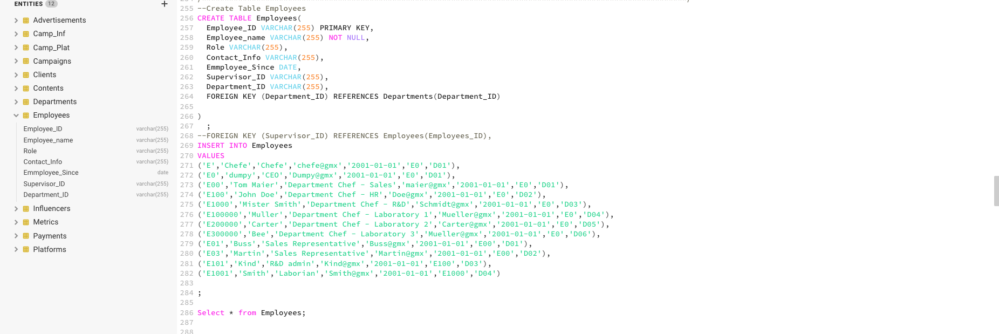 ENTITIES 12 +
Advertisements
Camp_Inf
Camp_Plat
Campaigns
Clients
Contents
Departments
Employees
Employee_ID varchar(255)
Employee_name varchar(255)
Role varchar(255)
Contact_Info varchar(255)
Emmployee_Since date
Supervisor_ID varchar(255)
Department_ID varchar(255)
Influencers
Metrics
Payments
Platforms
255 --Create Table Employees
256 CREATE TABLE Employees(
257 Employee_ID VARCHAR(255) PRIMARY KEY,
258 Employee_name VARCHAR(255) NOT NULL,
259 Role VARCHAR(255),
260 Contact_Info VARCHAR(255),
261 Emmployee_Since DATE,
262 Supervisor_ID VARCHAR(255),
263 Department_ID VARCHAR(255),
264 FOREIGN KEY (Department_ID) REFERENCES Departments(Department_ID)
265
266 )
267 ;
268 --FOREIGN KEY (Supervisor_ID) REFERENCES Employees(Employees_ID),
269 INSERT INTO Employees
270 VALUES
271 ('E','Chefe','Chefe','chefe@gmx','2001-01-01','E0','D01'),
272 ('E0','dumpy','CEO','Dumpy@gmx','2001-01-01','E0','D01'),
273 ('E00','Tom Maier','Department Chef - Sales','maier@gmx','2001-01-01','E0','D01'),
274 ('E100','John Doe','Department Chef - HR','Doe@gmx','2001-01-01','E0','D02'),
275 ('E1000','Mister Smith','Department Chef - R&D','Schmidt@gmx','2001-01-01','E0','D03'),
276 ('E100000','Muller','Department Chef - Laboratory 1','Mueller@gmx','2001-01-01','E0','D04'),
277 ('E200000','Carter','Department Chef - Laboratory 2','Carter@gmx','2001-01-01','E0','D05'),
278 ('E300000','Bee','Department Chef - Laboratory 3','Mueller@gmx','2001-01-01','E0','D06'),
279 ('E01','Buss','Sales Representative','Buss@gmx','2001-01-01','E00','D01'),
280 ('E03','Martin','Sales Representative','Martin@gmx','2001-01-01','E00','D02'),
281 ('E101','Kind','R&D admin','Kind@gmx','2001-01-01','E100','D03'),
282 ('E1001','Smith','Laborian','Smith@gmx','2001-01-01','E1000','D04')
283
284 ;
285
286 Select * from Employees;
287
288